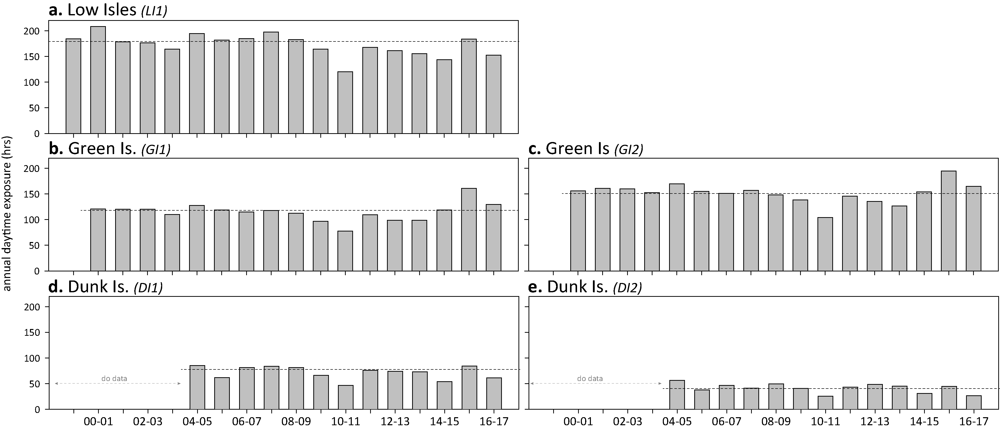 a. Low Isles (LI1)
200
150
100
50
0
annual daytime exposure (hrs)
b. Green Is. (GI1)
200
150
100
50
0
c. Green Is (GI2)
d. Dunk Is. (DI1)
200
150
100
50
0
do data
00-01 02-03 04-05 06-07 08-09 10-11 12-13 14-15 16-17
e. Dunk Is. (DI2)
do data
00-01 02-03 04-05 06-07 08-09 10-11 12-13 14-15 16-17